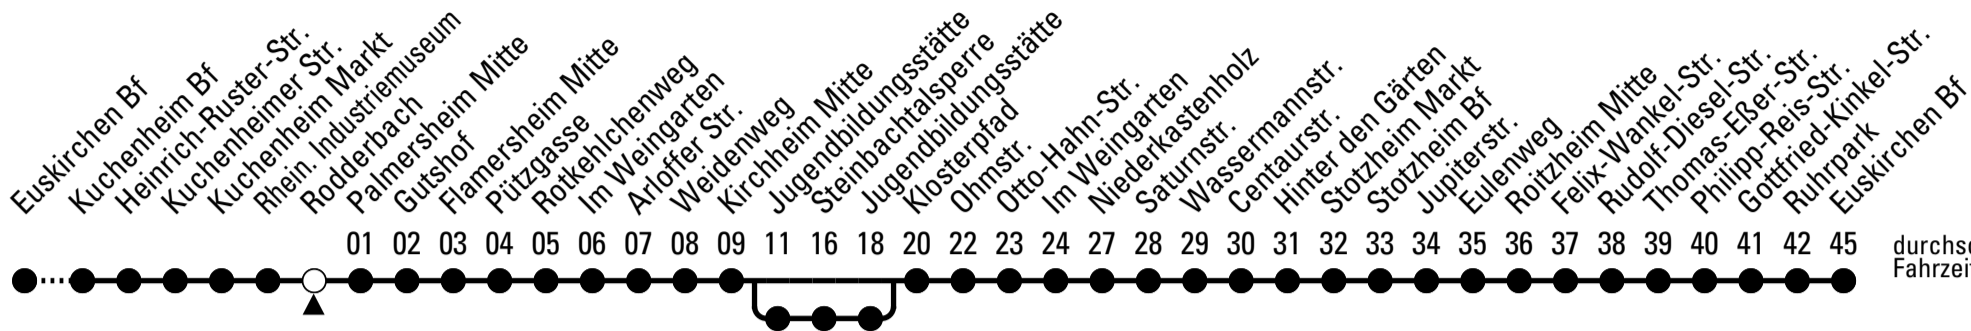 Euskirchen Bf
Kuchenheim Bf
Heinrich-Ruster-Str.
Kuchenheimer Str.
Kuchenheim Markt
Rhein. Industriemuseum
Rodderbach
Palmersheim Mitte
Gutshof
Flamersheim Mitte
Pützgasse
Rotkehlchenweg
Im Weingarten
Arloffer Str.
Weidenweg
Kirchheim Mitte
Jugendbildungsstätte
Steinbachtalsperre
Jugendbildungsstätte
Klosterpfad
Ohmstr.
Otto-Hahn-Str.
Im Weingarten
Niederkastenholz
Saturnstr.
Wassermannstr.
Centaurstr.
Hinter den Gärten
Stotzheim Markt
Stotzheim Bf
Jupiterstr.
Eulenweg
Roitzheim Mitte
Felix-Wankel-Str.
Rudolf-Diesel-Str.
Thomas-Eßer-Str.
Philipp-Reis-Str.
Gottfried-Kinkel-Str.
Ruhrpark
Euskirchen Bf
01 02 03 04 05 06 07 08 09 11 16 18 20 22 23 24 27 28 29 30 31 32 33 34 35 36 37 38 39 40 41 42 45